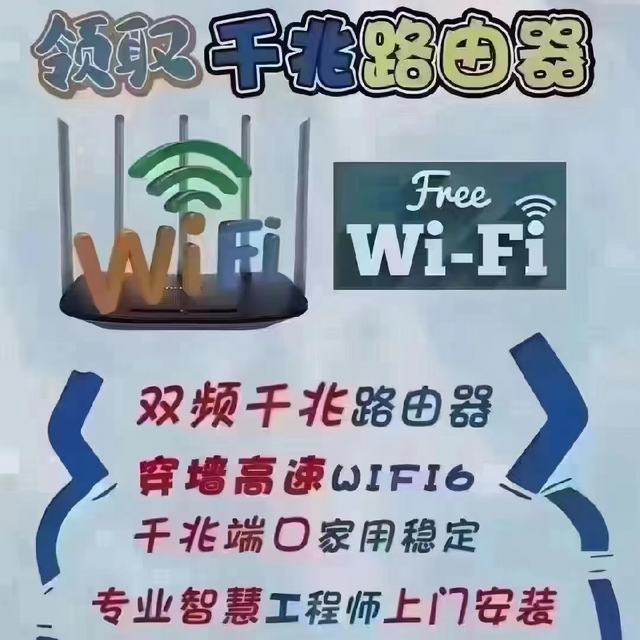 领取千兆路由器
WiFi
Free
Wi-Fi
双频千兆路由器
穿墙高速WIFI6
千兆端口家用稳定
专业智慧工程师上门安装